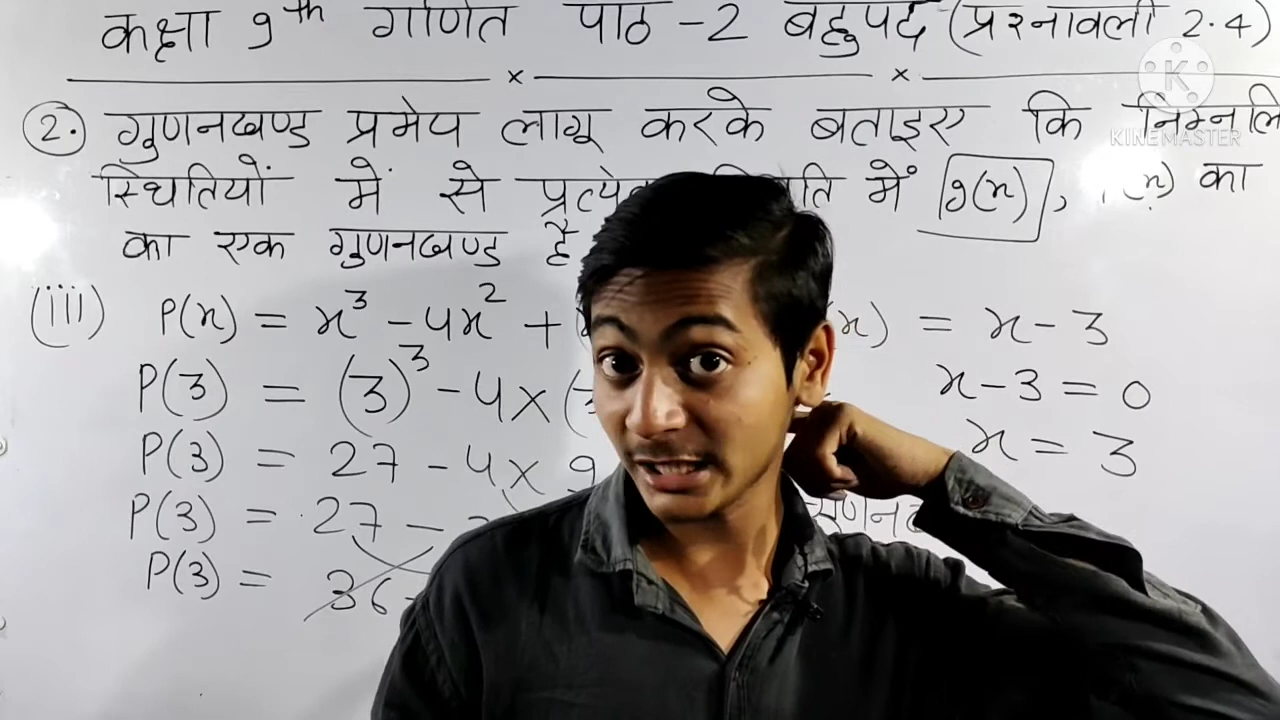 कक्षा 9th गणित पाठ -2 बहुपद (प्रश्नावली 2.4)
2. गुणनखण्ड प्रमेय लागू करके बताइए कि निम्नलि
स्थितियों में से प्रत्ये ति में g(x), (x) का
का एक गुणनखण्ड है
(iii) P(x) = x³ - 4x² + (x) = x - 3
P(3) = (3)³ - 4 × ( x - 3 = 0
P(3) = 27 - 4 × 9 x = 3
P(3) = 27 -
P(3) = 36
K
KINEMASTER